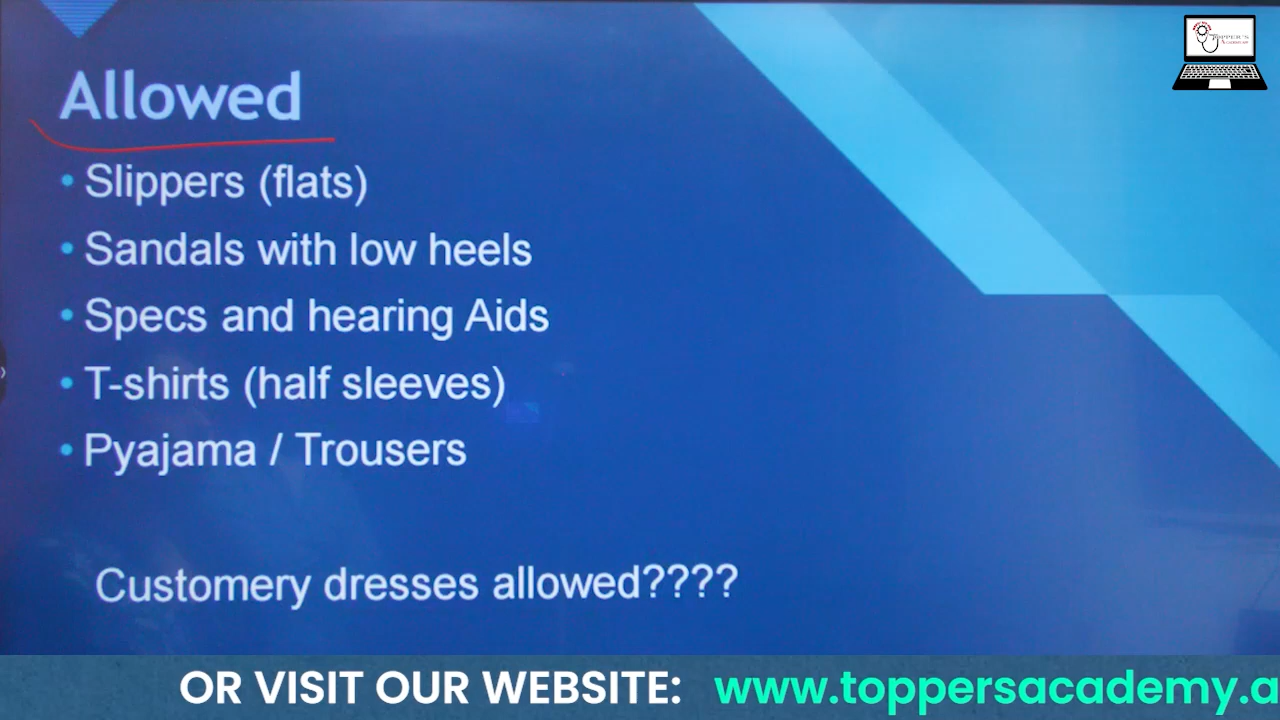 TOPPER'S
Allowed
• Slippers (flats)
• Sandals with low heels
• Specs and hearing Aids
• T-shirts (half sleeves)
• Pyajama / Trousers
Customery dresses allowed????
OR VISIT OUR WEBSITE: www.toppersacademy.a